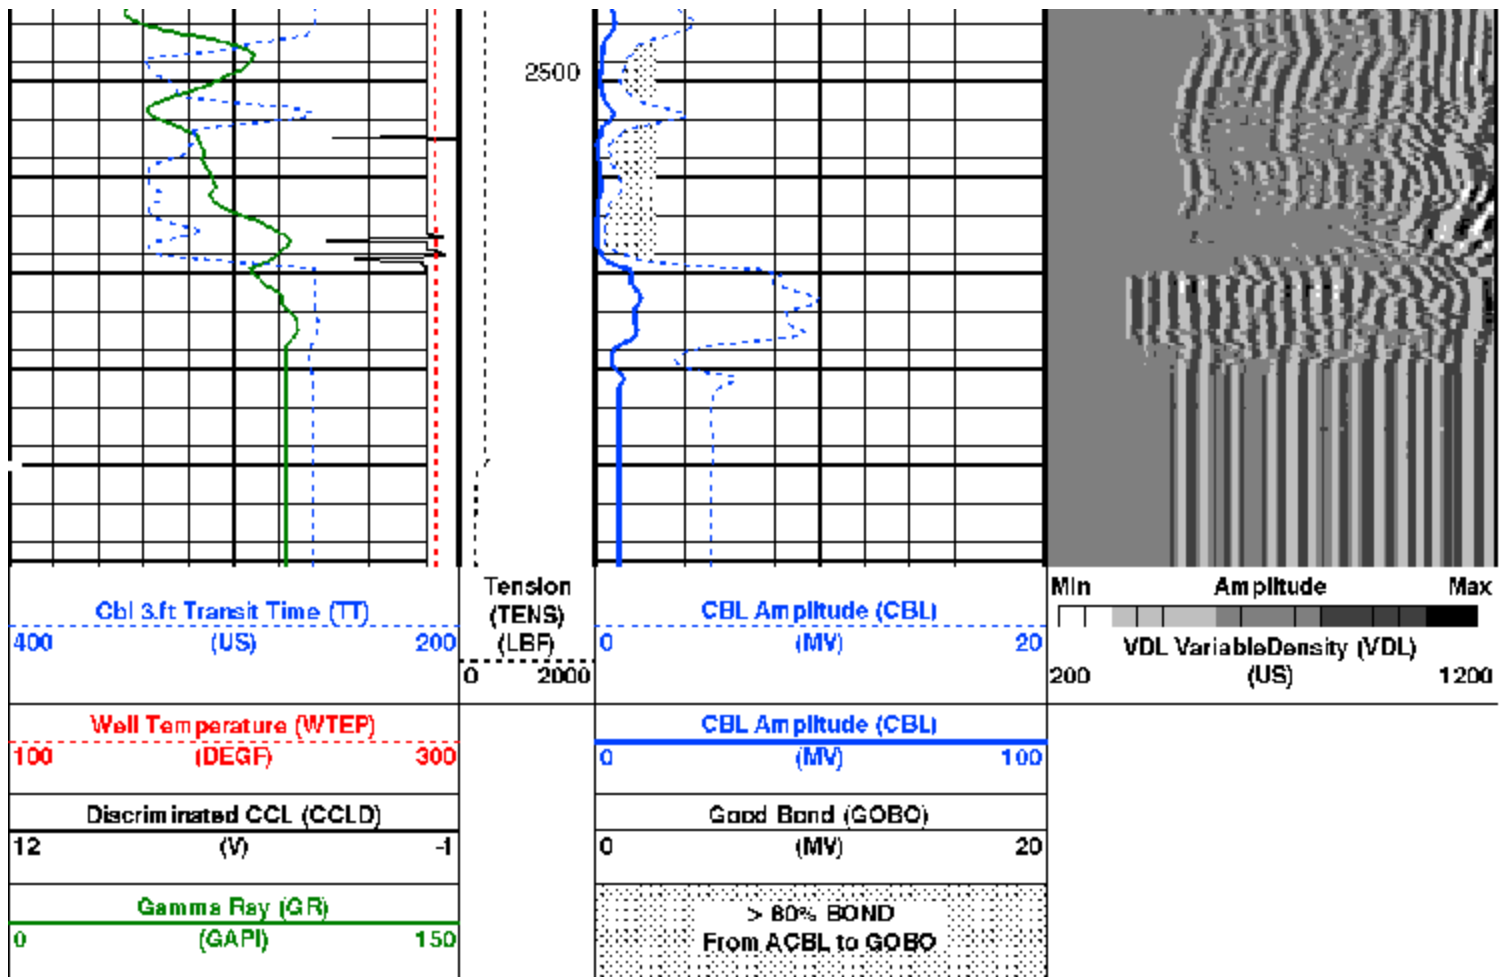 2500
Cbl 3.ft Transit Time (TT)
400 (US) 200
Tension
(TENS)
(LBF)
0 2000
CBL Amplitude (CBL)
0 (MV) 20
Min Amplitude Max
VDL VariableDensity (VDL)
200 (US) 1200
Well Temperature (WTEP)
100 (DEGF) 300
CBL Amplitude (CBL)
0 (MV) 100
Discriminated CCL (CCLD)
12 (V) -1
Good Bond (GOBO)
0 (MV) 20
Gamma Ray (GR)
0 (GAPI) 150
> 80% BOND
From ACBL to GOBO